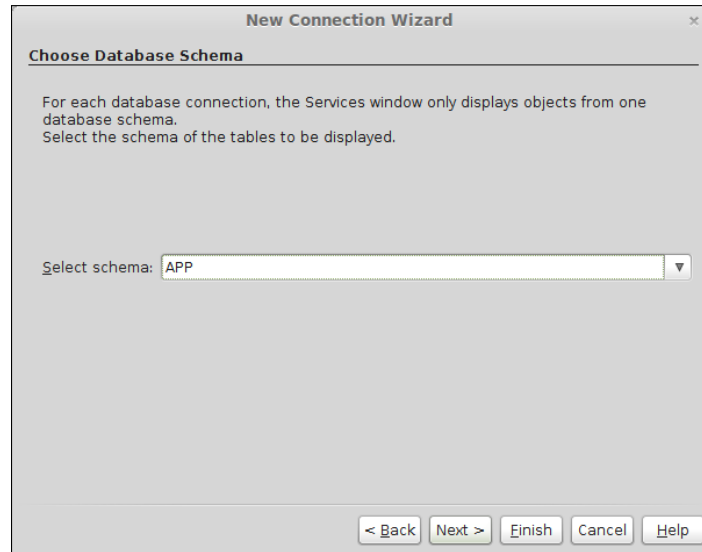 New Connection Wizard
Choose Database Schema
For each database connection, the Services window only displays objects from one
database schema.
Select the schema of the tables to be displayed.
Select schema: APP
< Back Next > Finish Cancel Help